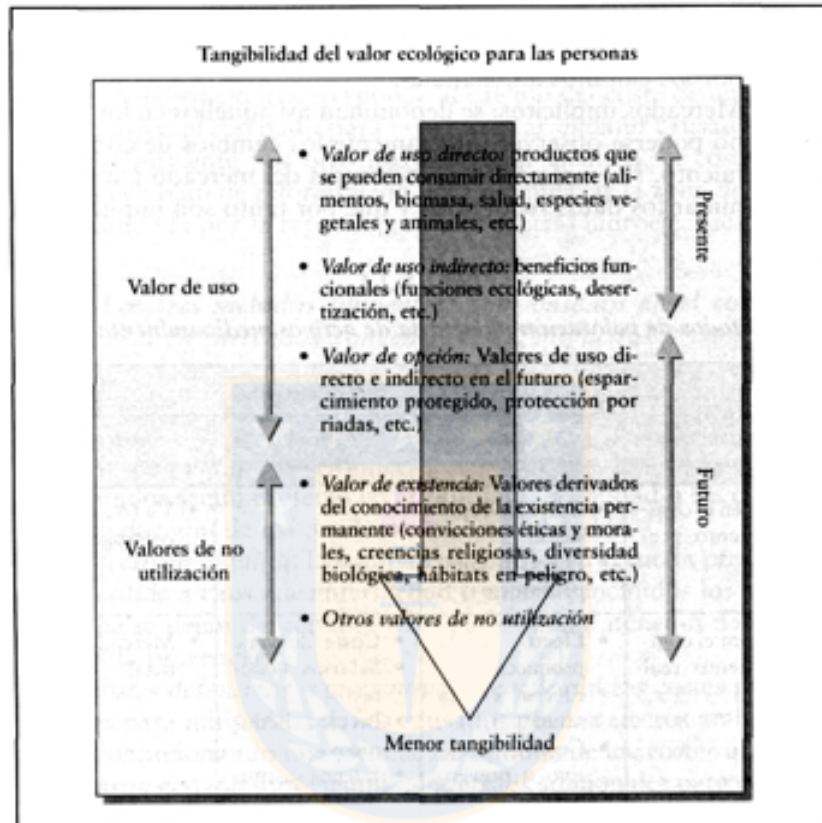 Tangibilidad del valor ecológico para las personas
• Valor de uso directo: productos que
se pueden consumir directamente (ali-
mentos, biomasa, salud, especies ve-
getales y animales, etc.)
Presente
Valor de uso
• Valor de uso indirecto: beneficios fun-
cionales (funciones ecológicas, deser-
tización, etc.)
• Valor de opción: Valores de uso di-
recto e indirecto en el futuro (espar-
cimiento protegido, protección por
riadas, etc.)
Valores de no
utilización
• Valor de existencia: Valores derivados
del conocimiento de la existencia per-
manente (convicciones éticas y mora-
les, creencias religiosas, diversidad
biológica, hábitats en peligro, etc.)
Futuro
• Otros valores de no utilización
Menor tangibilidad